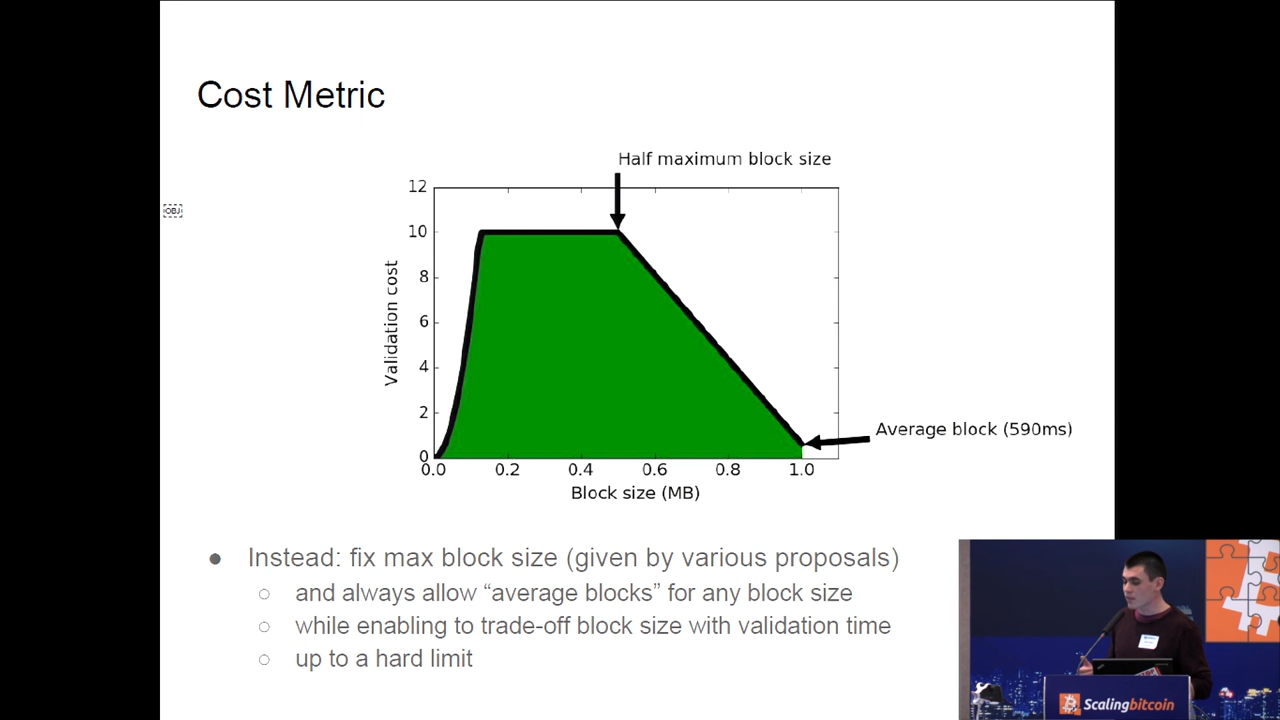 Cost Metric
Half maximum block size
OBJ
12
10
8
6
4
2
0
Validation cost
0.0 0.2 0.4 0.6 0.8 1.0
Block size (MB)
Average block (590ms)
● Instead: fix max block size (given by various proposals)
○ and always allow “average blocks” for any block size
○ while enabling to trade-off block size with validation time
○ up to a hard limit
Scalingbitcoin